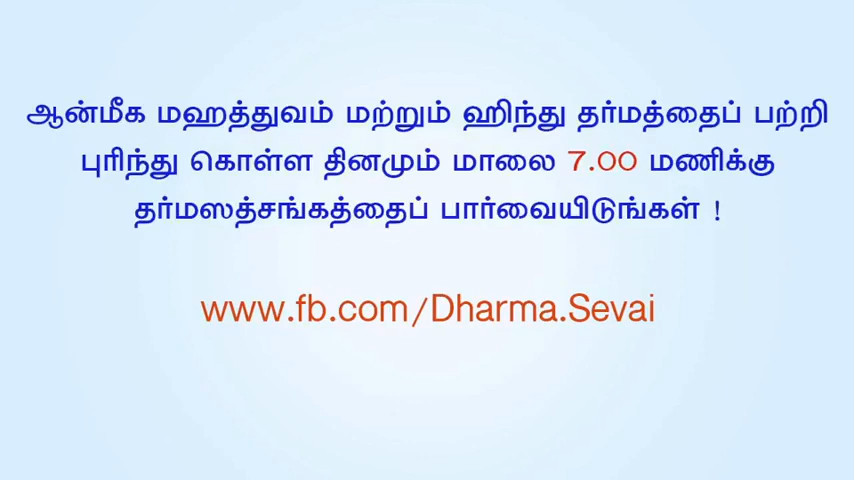 ஆன்மீக மஹத்துவம் மற்றும் ஹிந்து தர்மத்தைப் பற்றி
புரிந்து கொள்ள தினமும் மாலை 7.00 மணிக்கு
தர்மஸத்சங்கத்தைப் பார்வையிடுங்கள் !
www.fb.com/Dharma.Sevai